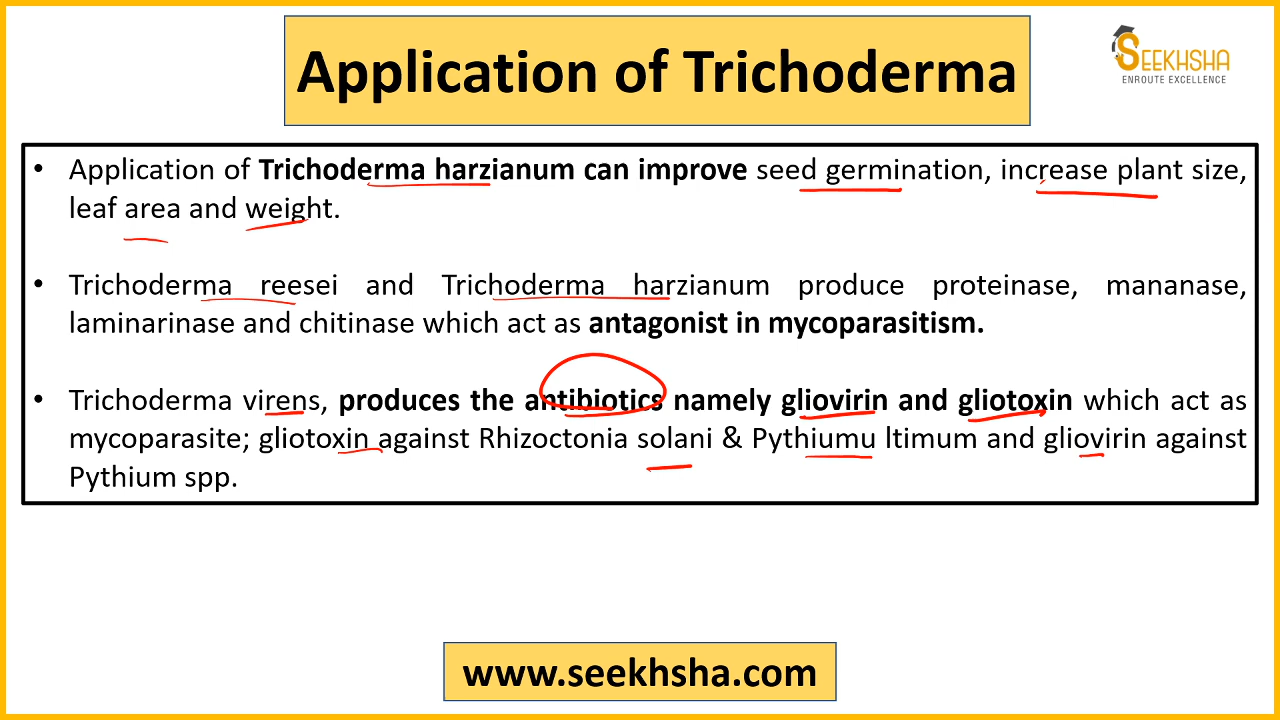 Application of Trichoderma
SEEKHSHA
ENROUTE EXCELLENCE
• Application of Trichoderma harzianum can improve seed germination, increase plant size,
leaf area and weight.
• Trichoderma reesei and Trichoderma harzianum produce proteinase, mananase,
laminarinase and chitinase which act as antagonist in mycoparasitism.
• Trichoderma virens, produces the antibiotics namely gliovirin and gliotoxin which act as
mycoparasite; gliotoxin against Rhizoctonia solani & Pythiumu ltimum and gliovirin against
Pythium spp.
www.seekhsha.com